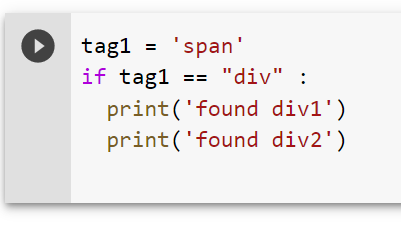 tag1 = 'span'
if tag1 == "div" :
  print('found div1')
  print('found div2')